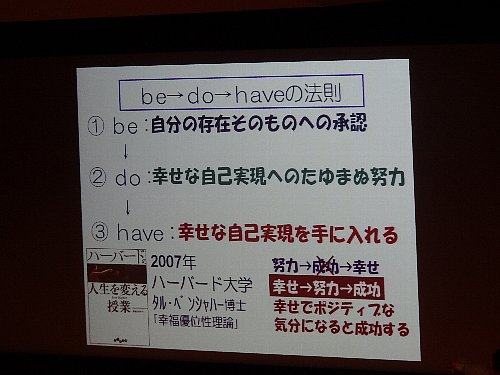 be→do→haveの法則
① be:自分の存在そのものへの承認
↓
② do:幸せな自己実現へのたゆまぬ努力
↓
③ have:幸せな自己実現を手に入れる
ハーバードの
人生を変える
授業
2007年
ハーバード大学
タル・ベンシャハー博士
「幸福優位性理論」
努力→成功→幸せ
幸せ→努力→成功
幸せでポジティブな
気分になると成功する